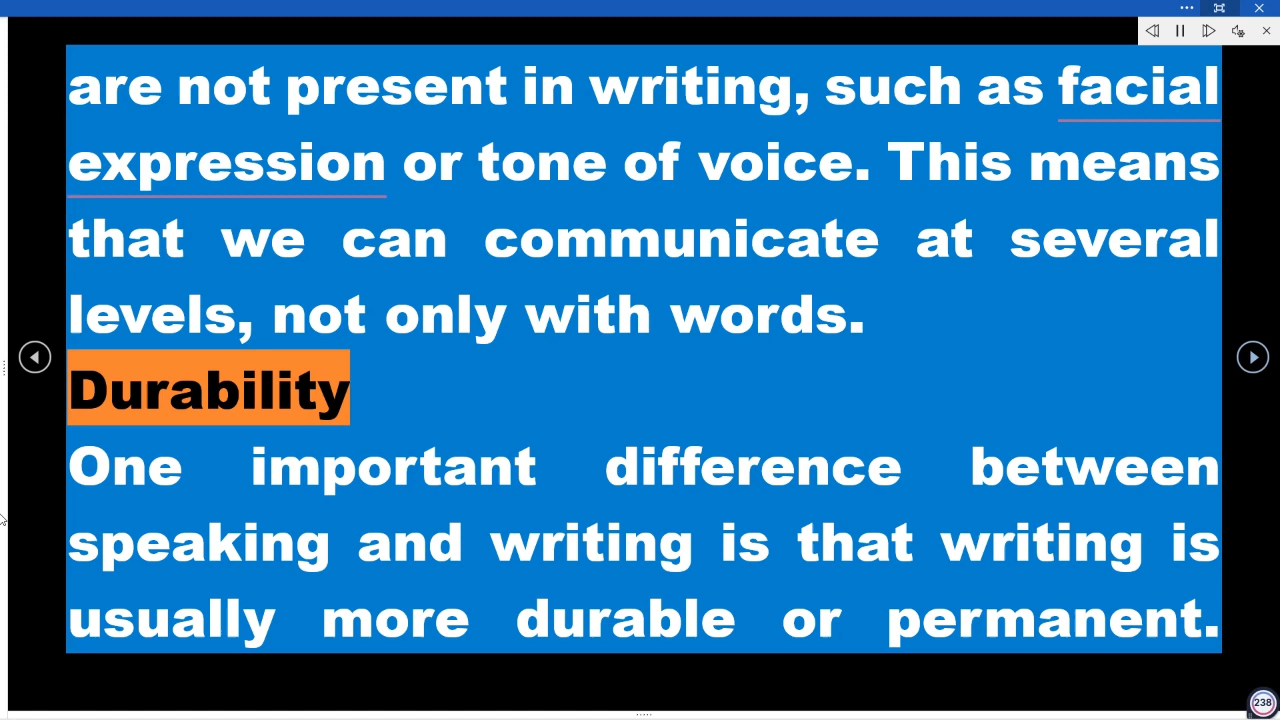 are not present in writing, such as facial
expression or tone of voice. This means
that we can communicate at several
levels, not only with words.
Durability
One important difference between
speaking and writing is that writing is
usually more durable or permanent.
238